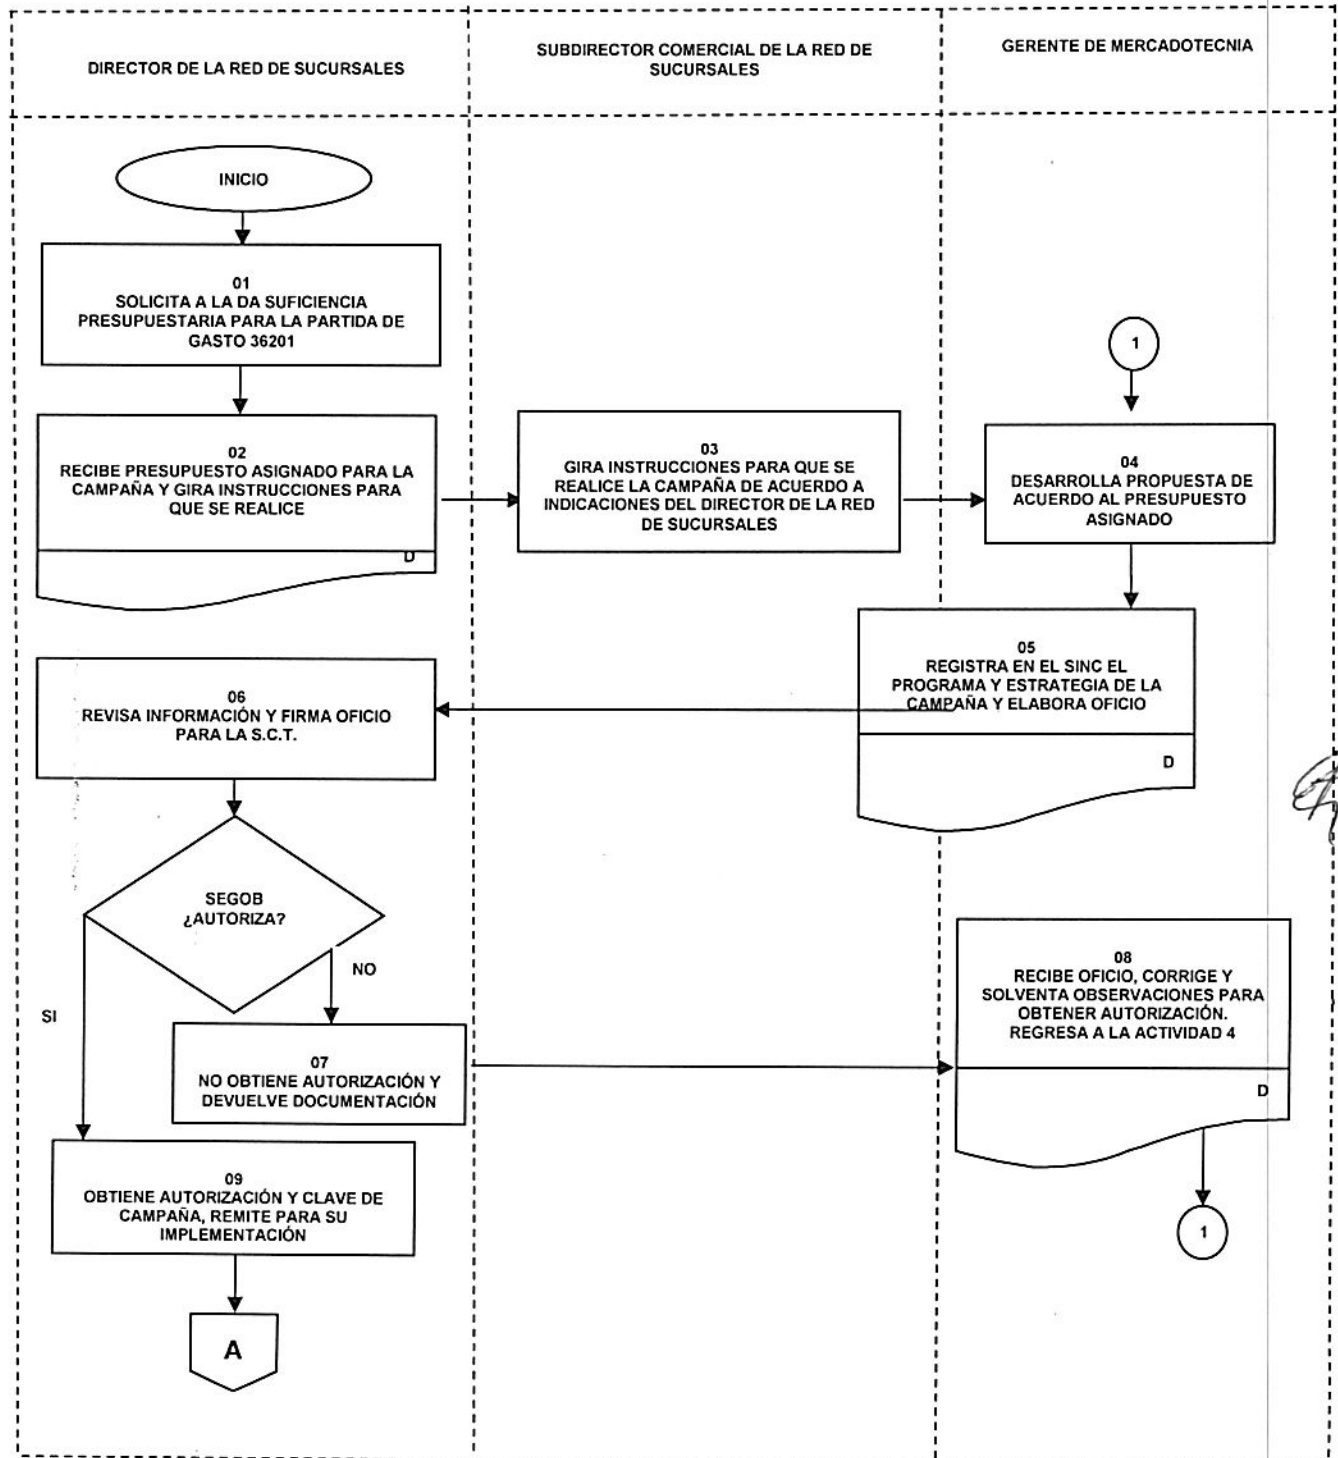 DIRECTOR DE LA RED DE SUCURSALES
SUBDIRECTOR COMERCIAL DE LA RED DE
SUCURSALES
GERENTE DE MERCADOTECNIA
INICIO
01
SOLICITA A LA DA SUFICIENCIA
PRESUPUESTARIA PARA LA PARTIDA DE
GASTO 36201
02
RECIBE PRESUPUESTO ASIGNADO PARA LA
CAMPAÑA Y GIRA INSTRUCCIONES PARA
QUE SE REALICE
D
03
GIRA INSTRUCCIONES PARA QUE SE
REALICE LA CAMPAÑA DE ACUERDO A
INDICACIONES DEL DIRECTOR DE LA RED
DE SUCURSALES
1
04
DESARROLLA PROPUESTA DE
ACUERDO AL PRESUPUESTO
ASIGNADO
05
REGISTRA EN EL SINC EL
PROGRAMA Y ESTRATEGIA DE LA
CAMPAÑA Y ELABORA OFICIO
D
06
REVISA INFORMACIÓN Y FIRMA OFICIO
PARA LA S.C.T.
SEGOB
¿AUTORIZA?
NO
SI
07
NO OBTIENE AUTORIZACIÓN Y
DEVUELVE DOCUMENTACIÓN
08
RECIBE OFICIO, CORRIGE Y
SOLVENTA OBSERVACIONES PARA
OBTENER AUTORIZACIÓN.
REGRESA A LA ACTIVIDAD 4
D
1
09
OBTIENE AUTORIZACIÓN Y CLAVE DE
CAMPAÑA, REMITE PARA SU
IMPLEMENTACIÓN
A